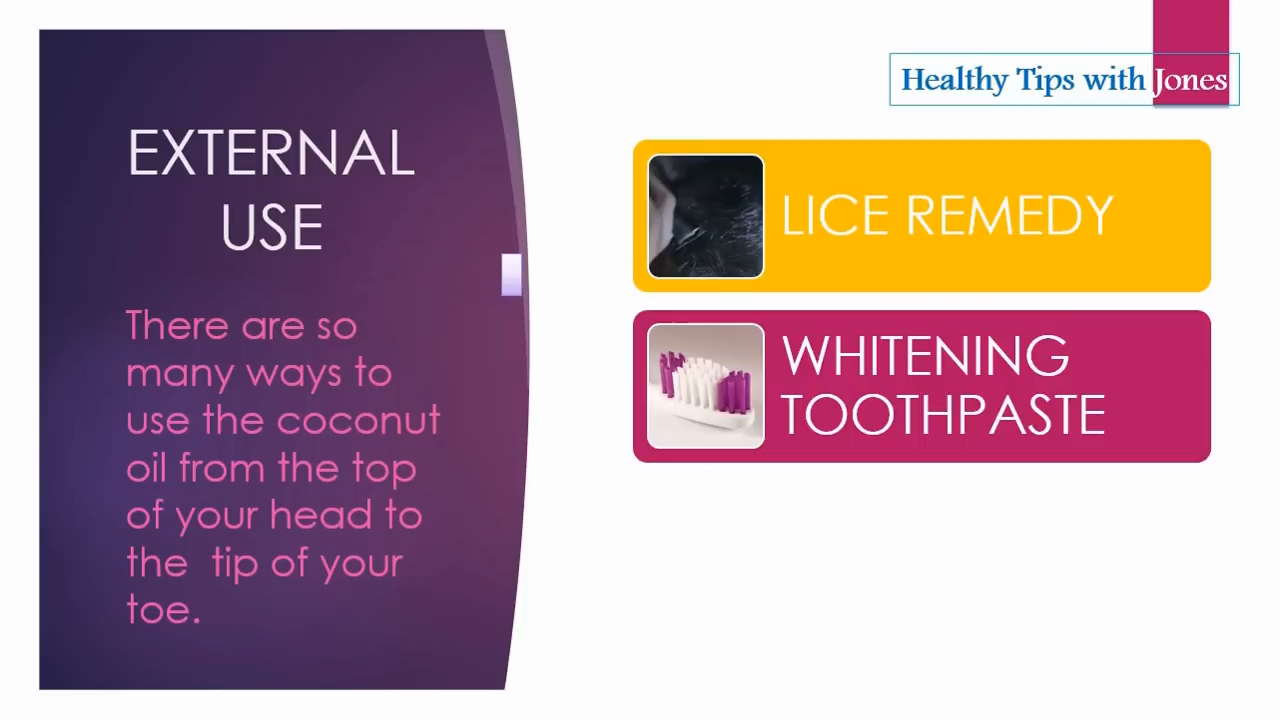 Healthy Tips with Jones
EXTERNAL
USE
There are so
many ways to
use the coconut
oil from the top
of your head to
the tip of your
toe.
LICE REMEDY
WHITENING
TOOTHPASTE